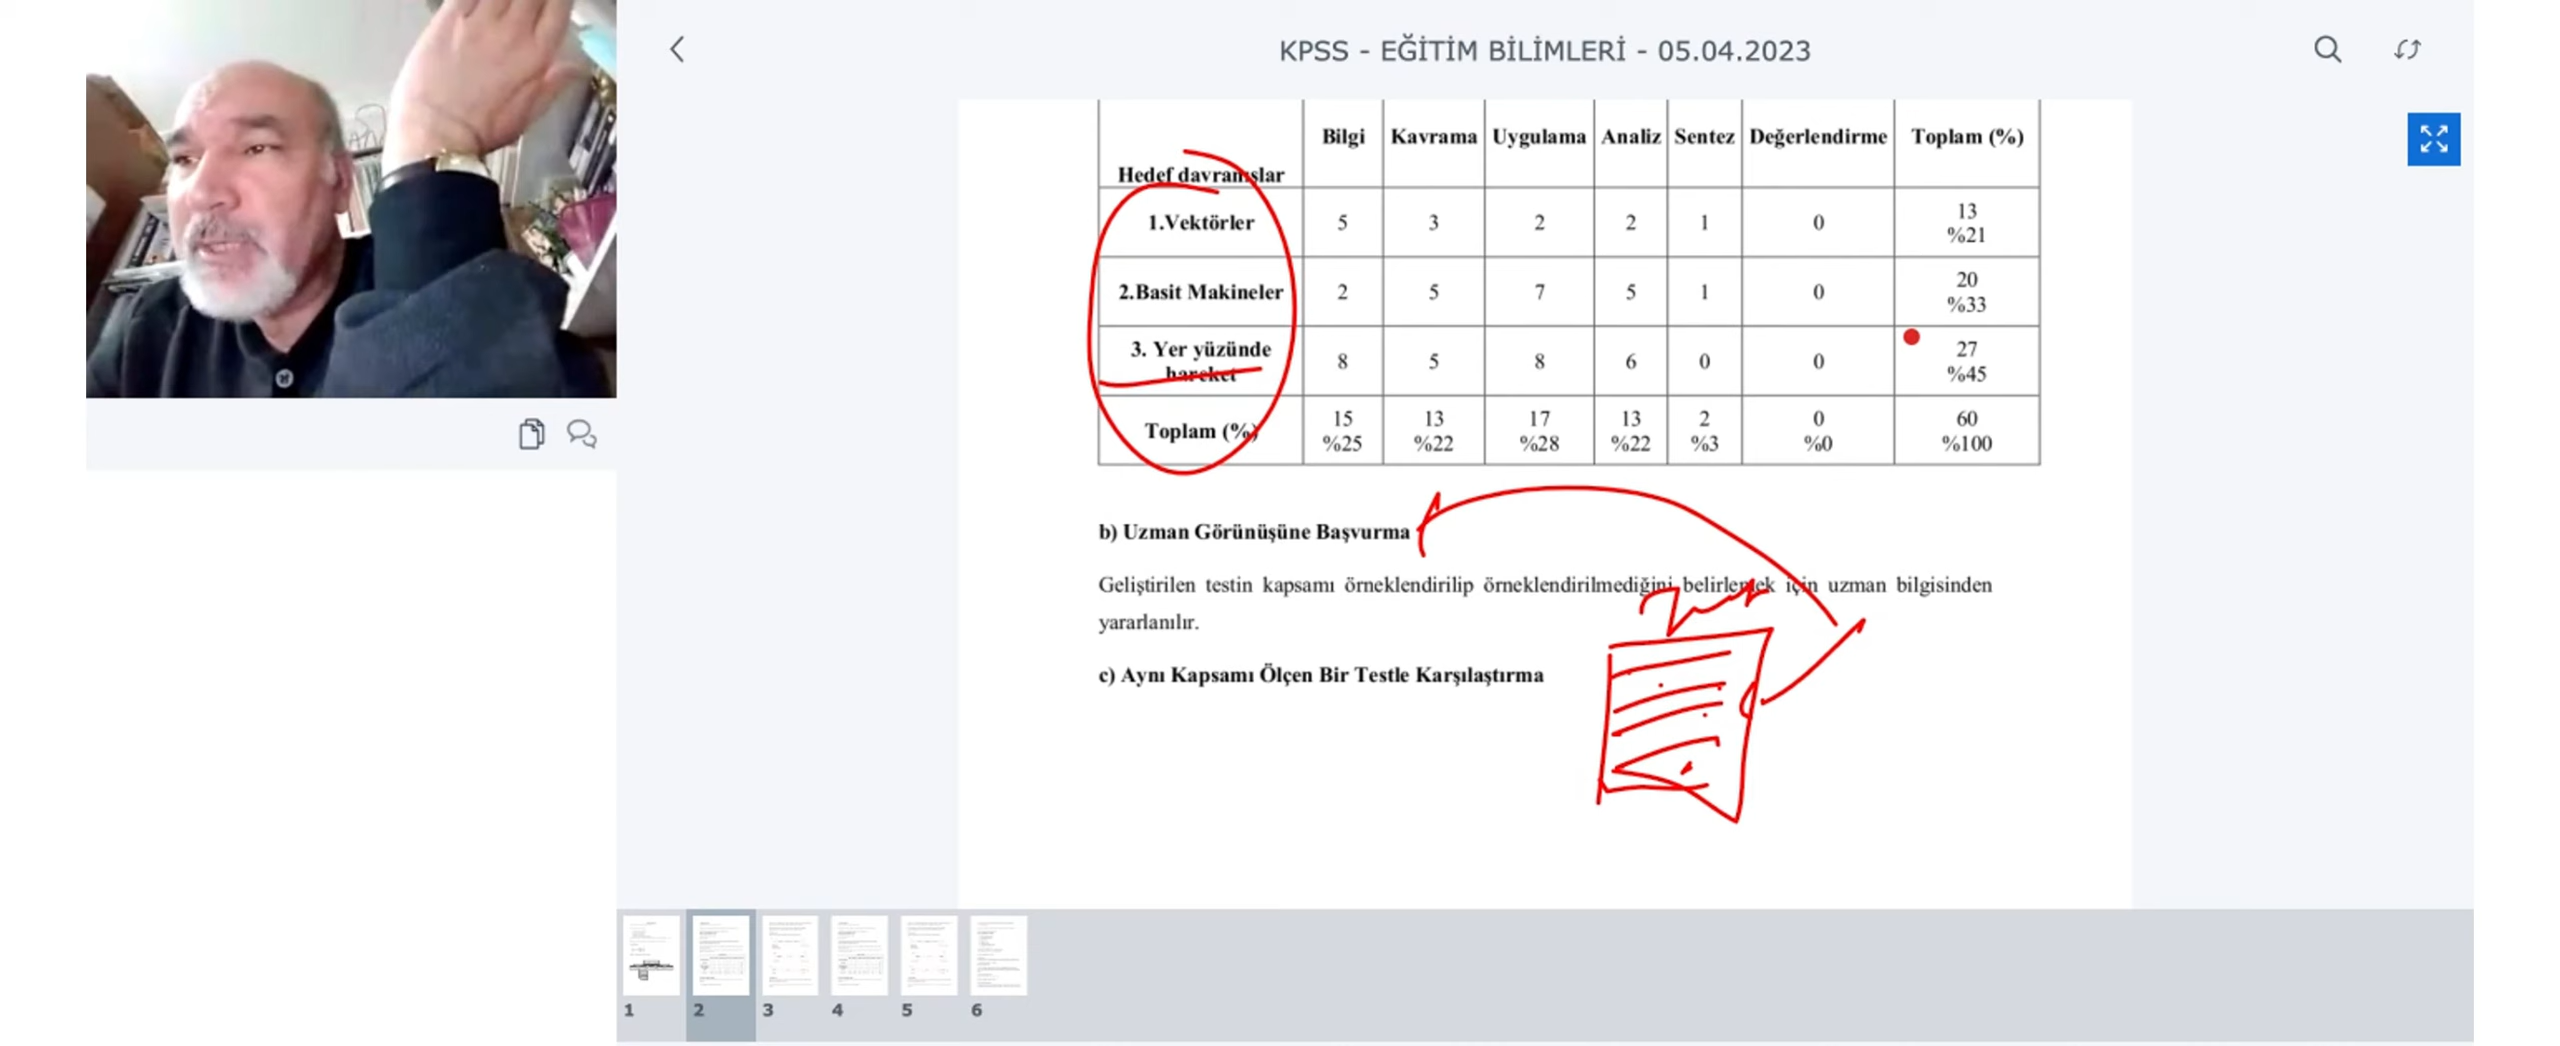 KPSS - EĞİTİM BİLİMLERİ - 05.04.2023
Bilgi Kavrama Uygulama Analiz Sentez Değerlendirme Toplam (%)
Hedef davranışlar
1.Vektörler 5 3 2 2 1 0 13 %21
2.Basit Makineler 2 5 7 5 1 0 20 %33
3. Yer yüzünde hareket 8 5 8 6 0 0 27 %45
Toplam (%) 15 %25 13 %22 17 %28 13 %22 2 %3 0 %0 60 %100
b) Uzman Görünüşüne Başvurma
Geliştirilen testin kapsamı örneklendirilip örneklendirilmediğini belirlemek için uzman bilgisinden
yararlanılır.
c) Aynı Kapsamı Ölçen Bir Testle Karşılaştırma
1 2 3 4 5 6